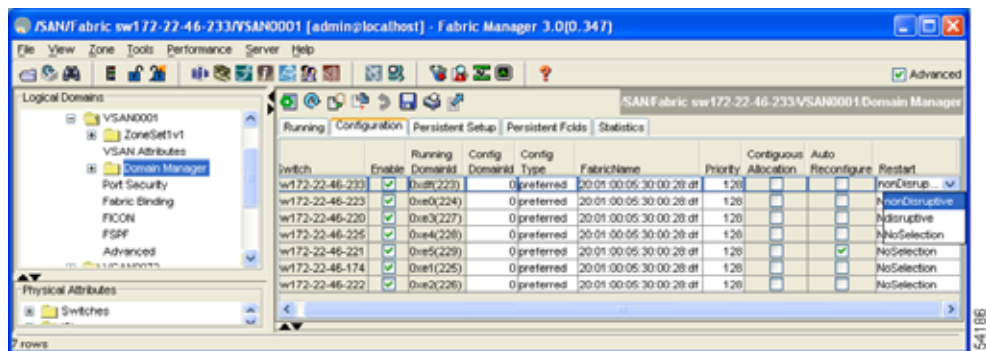 /SAN/Fabric sw172-22-46-233/VSAN0001 [admin@localhost] - Fabric Manager 3.0(0.347)
File View Zone Tools Performance Server Help
Advanced
Logical Domains
VSAN0001
ZoneSet1v1
VSAN Attributes
Domain Manager
Port Security
Fabric Binding
FICON
FSPF
Advanced
Physical Attributes
Switches
/SAN/Fabric sw172-22-46-233/VSAN0001/Domain Manager
Running Configuration Persistent Setup Persistent FcIds Statistics
Switch Enable Running DomainId Config DomainId Config Type FabricName Priority Contiguous Allocation Auto Reconfigure Restart
w172-22-46-233 0xdf(223) 0 preferred 20:01:00:05:30:00:28:df 128 nonDisrup...
w172-22-46-223 0xe0(224) 0 preferred 20:01:00:05:30:00:28:df 128 N
w172-22-46-220 0xe3(227) 0 preferred 20:01:00:05:30:00:28:df 128 N
w172-22-46-225 0xe4(228) 0 preferred 20:01:00:05:30:00:28:df 128 N
w172-22-46-221 0xe5(229) 0 preferred 20:01:00:05:30:00:28:df 128 NoSelection
w172-22-46-174 0xe1(225) 0 preferred 20:01:00:05:30:00:28:df 128 NoSelection
w172-22-46-222 0xe2(226) 0 preferred 20:01:00:05:30:00:28:df 128 NoSelection
nonDisruptive
disruptive
NoSelection
7 rows
54186